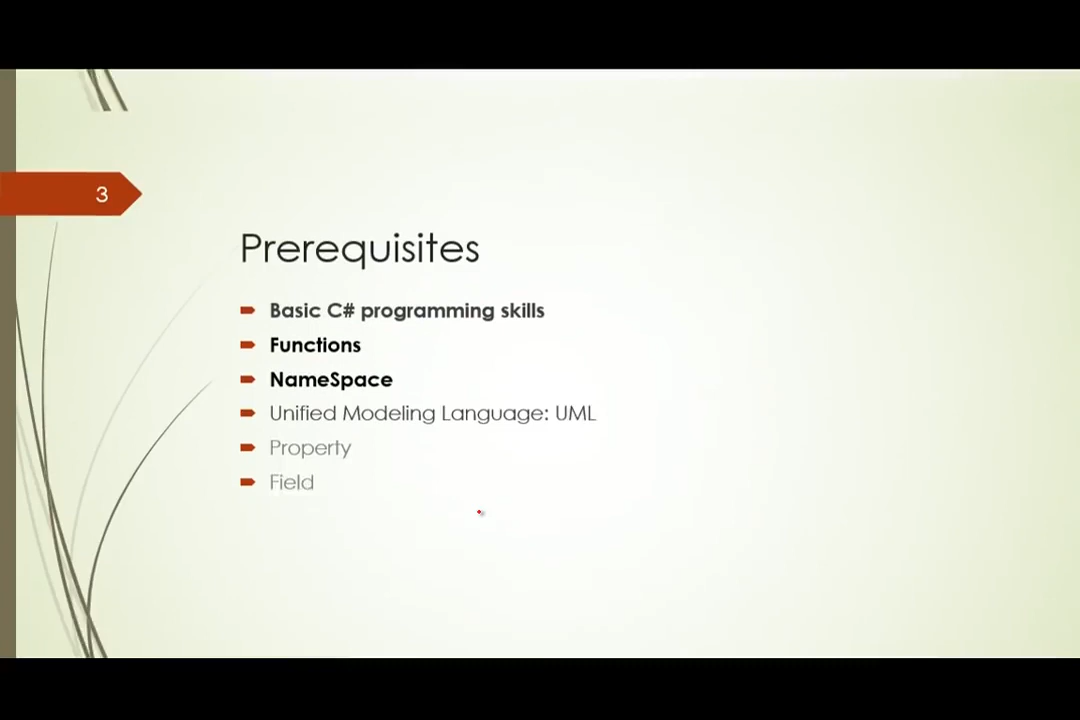 3
Prerequisites
Basic C# programming skills
Functions
NameSpace
Unified Modeling Language: UML
Property
Field